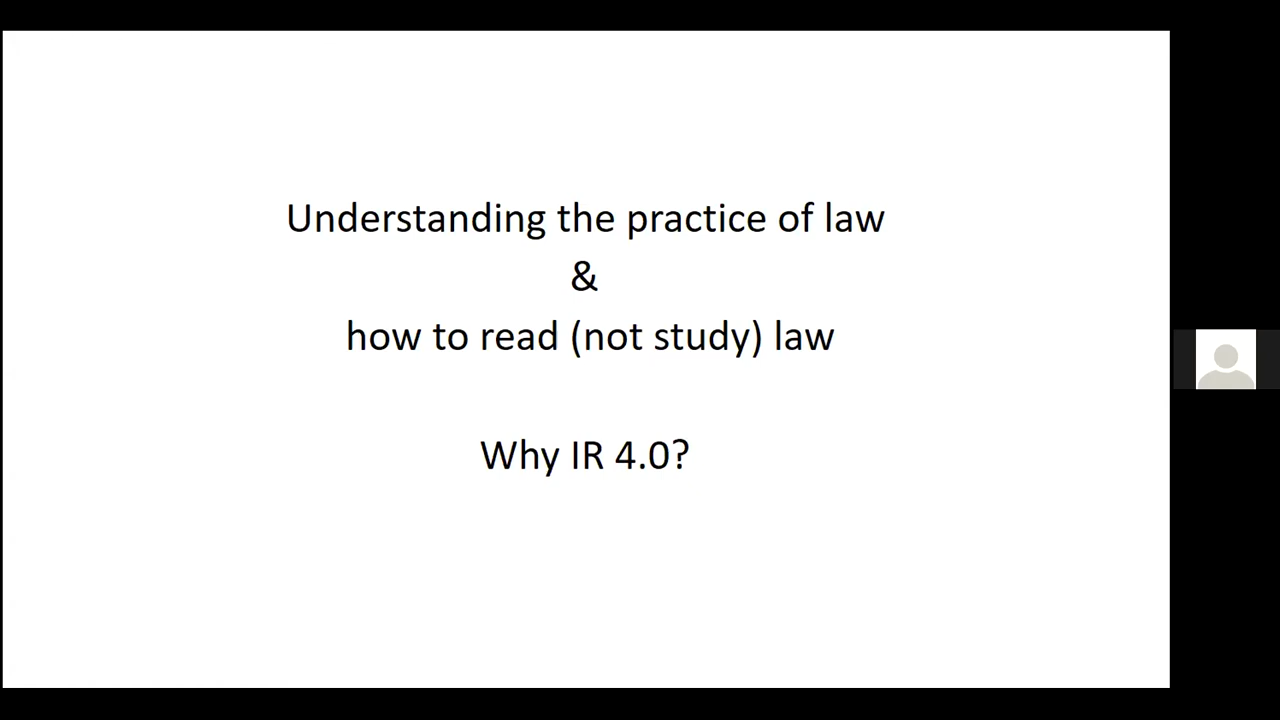 Understanding the practice of law
&
how to read (not study) law
Why IR 4.0?